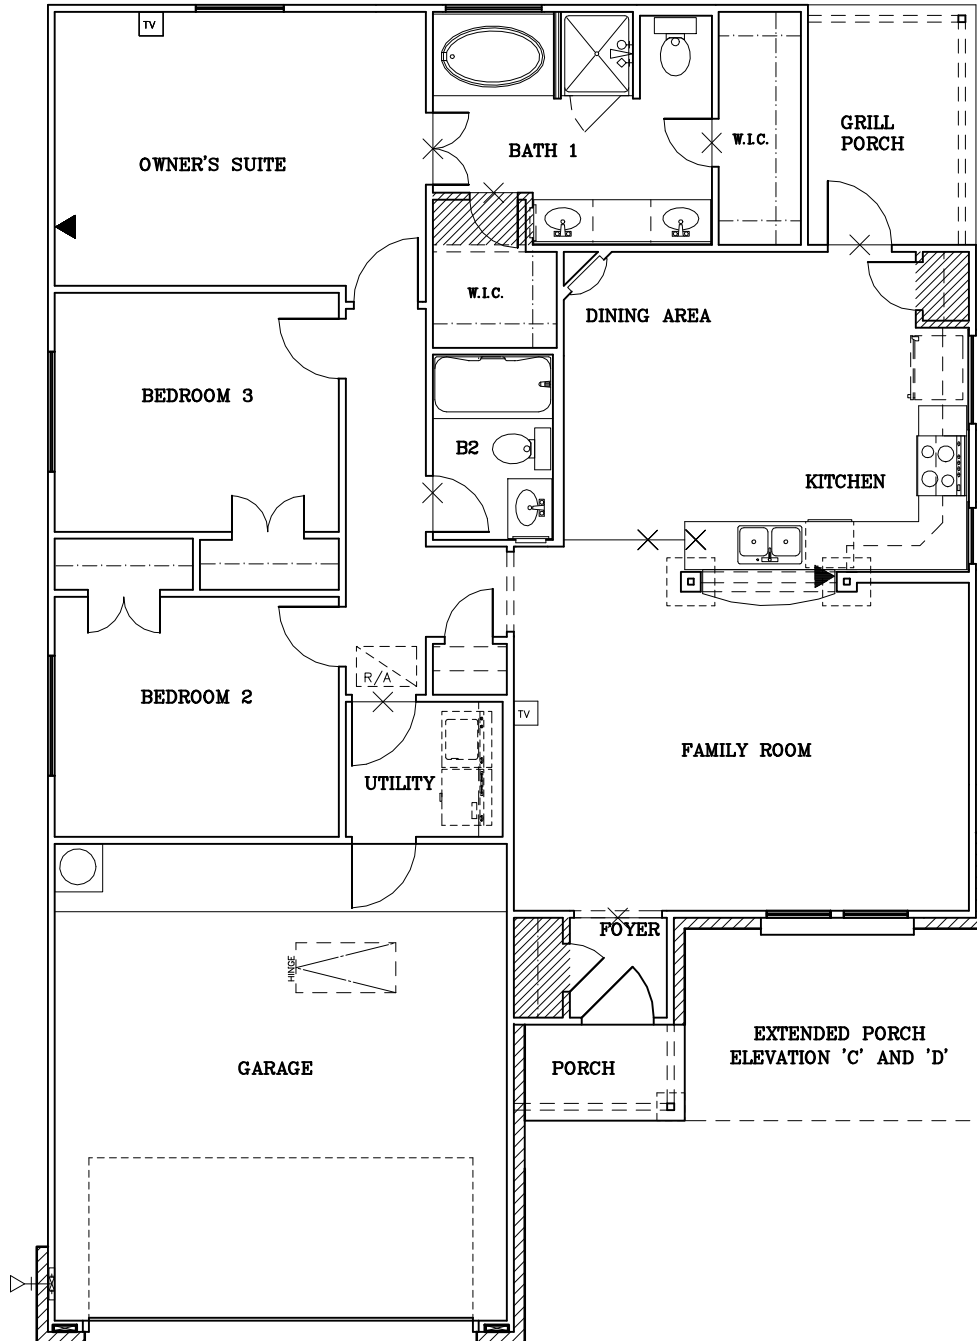 TV
OWNER'S SUITE
BATH 1
W.I.C.
GRILL
PORCH
W.I.C.
DINING AREA
BEDROOM 3
B2
KITCHEN
R/A
BEDROOM 2
TV
FAMILY ROOM
UTILITY
FOYER
HINGE
GARAGE
PORCH
EXTENDED PORCH
ELEVATION 'C' AND 'D'